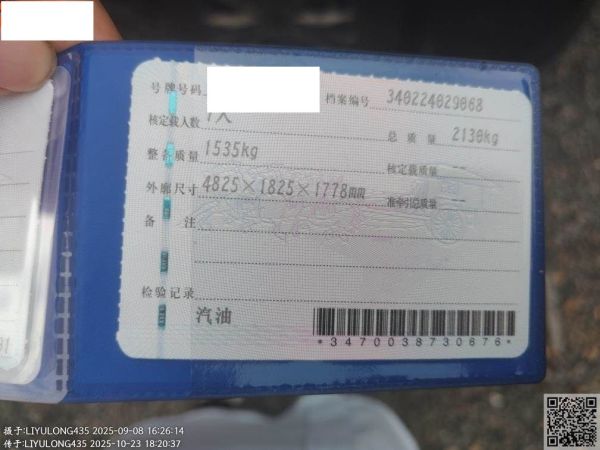 号牌号码
档案编号 340224029068
核定载人数 7人
总质量 2130kg
整备质量 1535kg
核定载质量 --
外廓尺寸 4825×1825×1778mm
准牵引总质量 --
备注
检验记录
汽油
*3470038730676*
摄于:LIYULONG435 2025-09-08 16:26:14
传于:LIYULONG435 2025-10-23 18:20:37